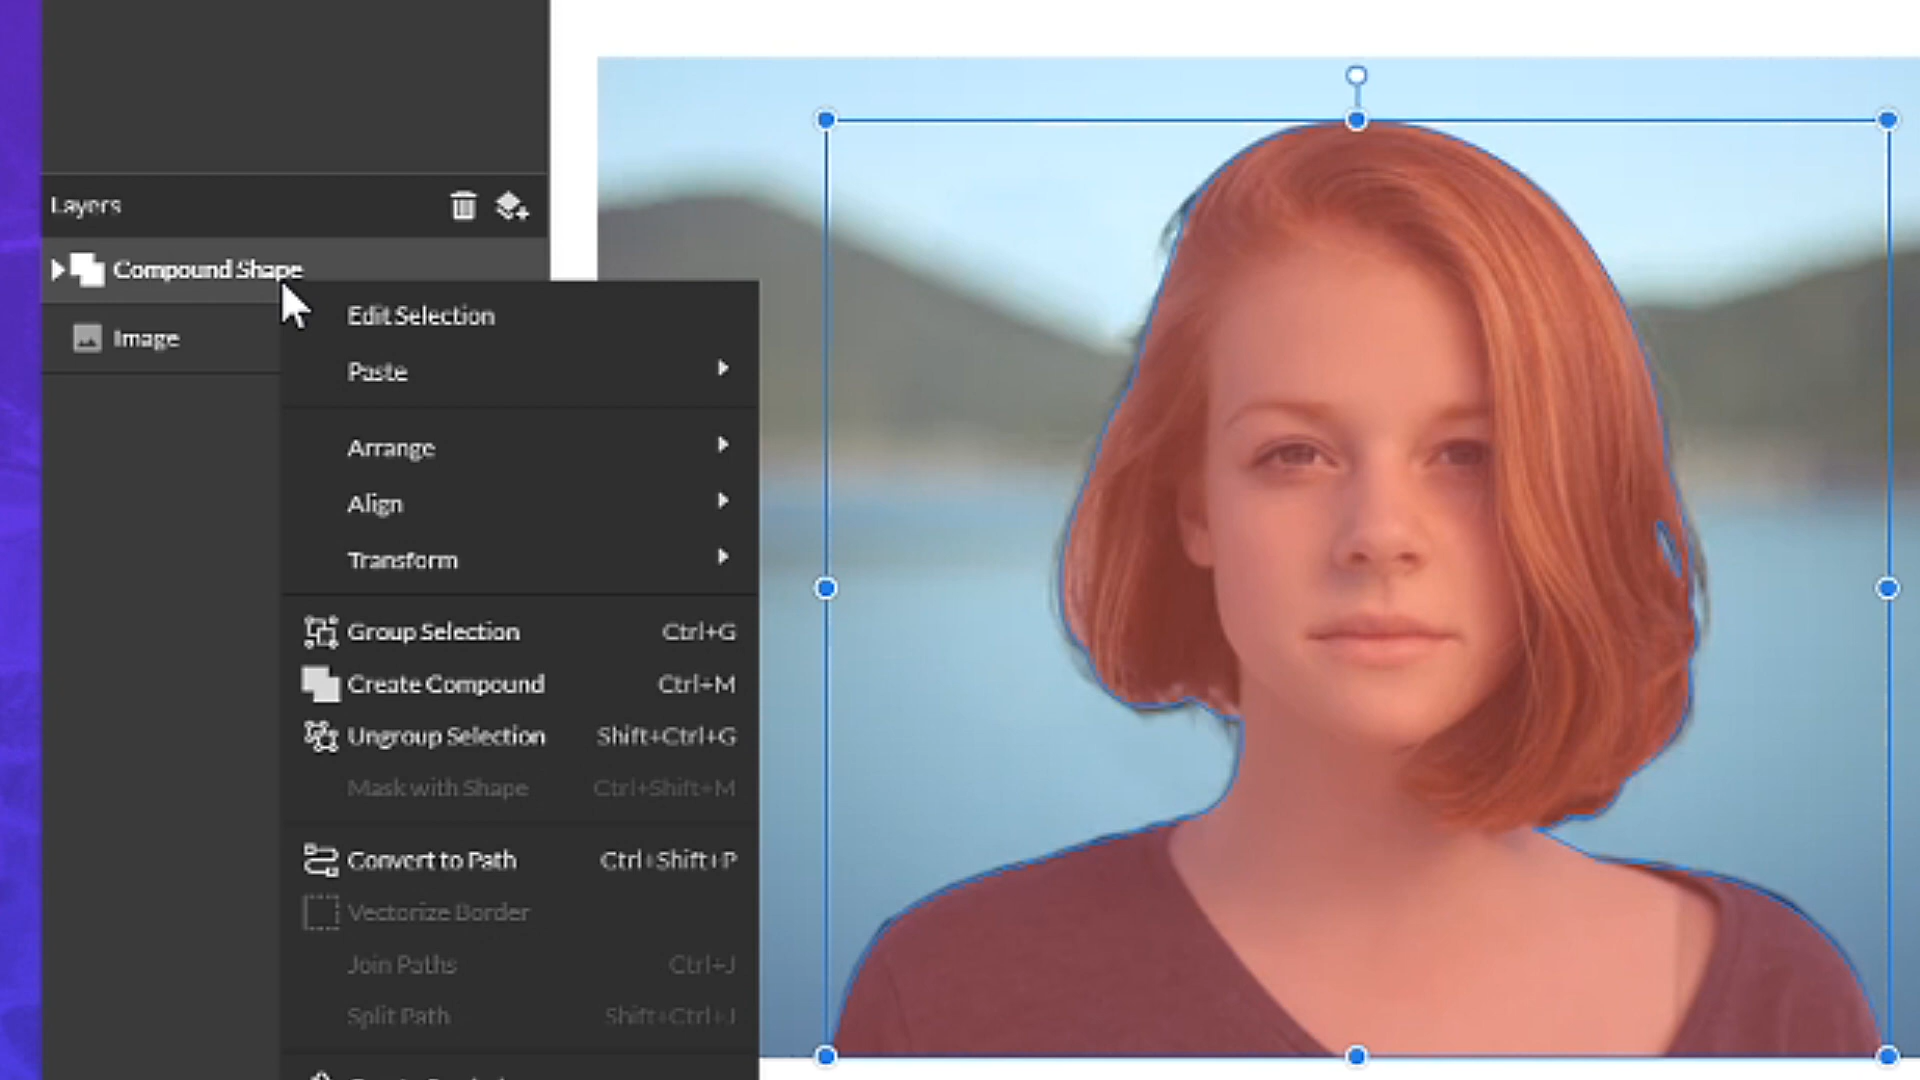 Layers
Compound Shape
Image
Edit Selection
Paste
Arrange
Align
Transform
Group Selection Ctrl+G
Create Compound Ctrl+M
Ungroup Selection Shift+Ctrl+G
Mask with Shape Ctrl+Shift+M
Convert to Path Ctrl+Shift+P
Vectorize Border
Join Paths Ctrl+J
Split Path Shift+Ctrl+J